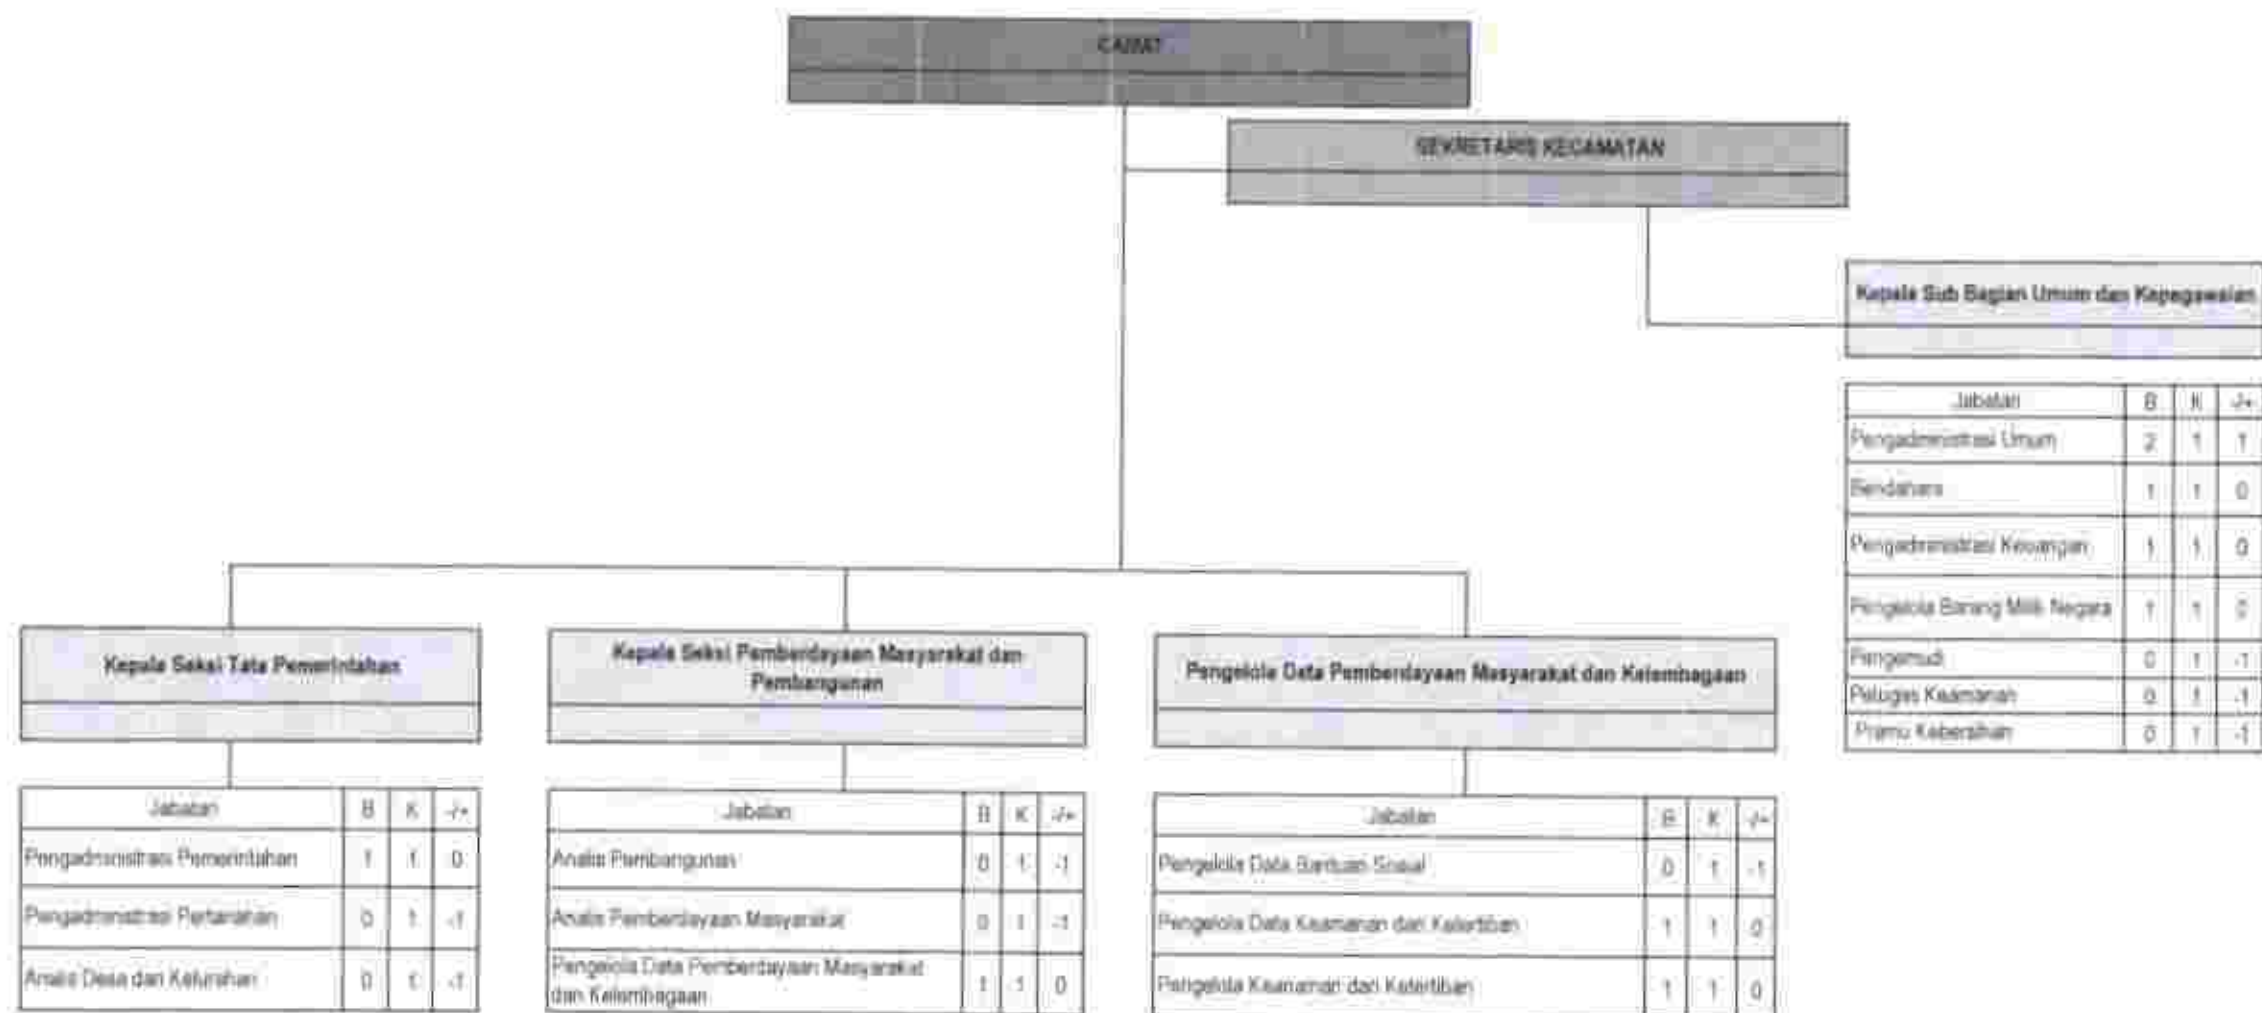 CAMAT
SEKRETARIS KECAMATAN
Kepala Sub Bagian Umum dan Kepegawaian
Jabatan B K -/+
Pengadministrasi Umum 2 1 1
Bendahara 1 1 0
Pengadministrasi Keuangan 1 1 0
Pengelola Barang Milik Negara 1 1 0
Pengemudi 0 1 -1
Petugas Keamanan 0 1 -1
Pramu Kebersihan 0 1 -1
Kepala Seksi Tata Pemerintahan
Jabatan B K -/+
Pengadministrasi Pemerintahan 1 1 0
Pengadministrasi Pertanahan 0 1 -1
Analis Desa dan Kelurahan 0 1 -1
Kepala Seksi Pemberdayaan Masyarakat dan
Pembangunan
Jabatan B K -/+
Analis Pembangunan 0 1 -1
Analis Pemberdayaan Masyarakat 0 1 -1
Pengelola Data Pemberdayaan Masyarakat
dan Kelembagaan 1 1 0
Pengelola Data Pemberdayaan Masyarakat dan Kelembagaan
Jabatan B K -/+
Pengelola Data Bantuan Sosial 0 1 -1
Pengelola Data Keamanan dan Ketertiban 1 1 0
Pengelola Keamanan dan Ketertiban 1 1 0